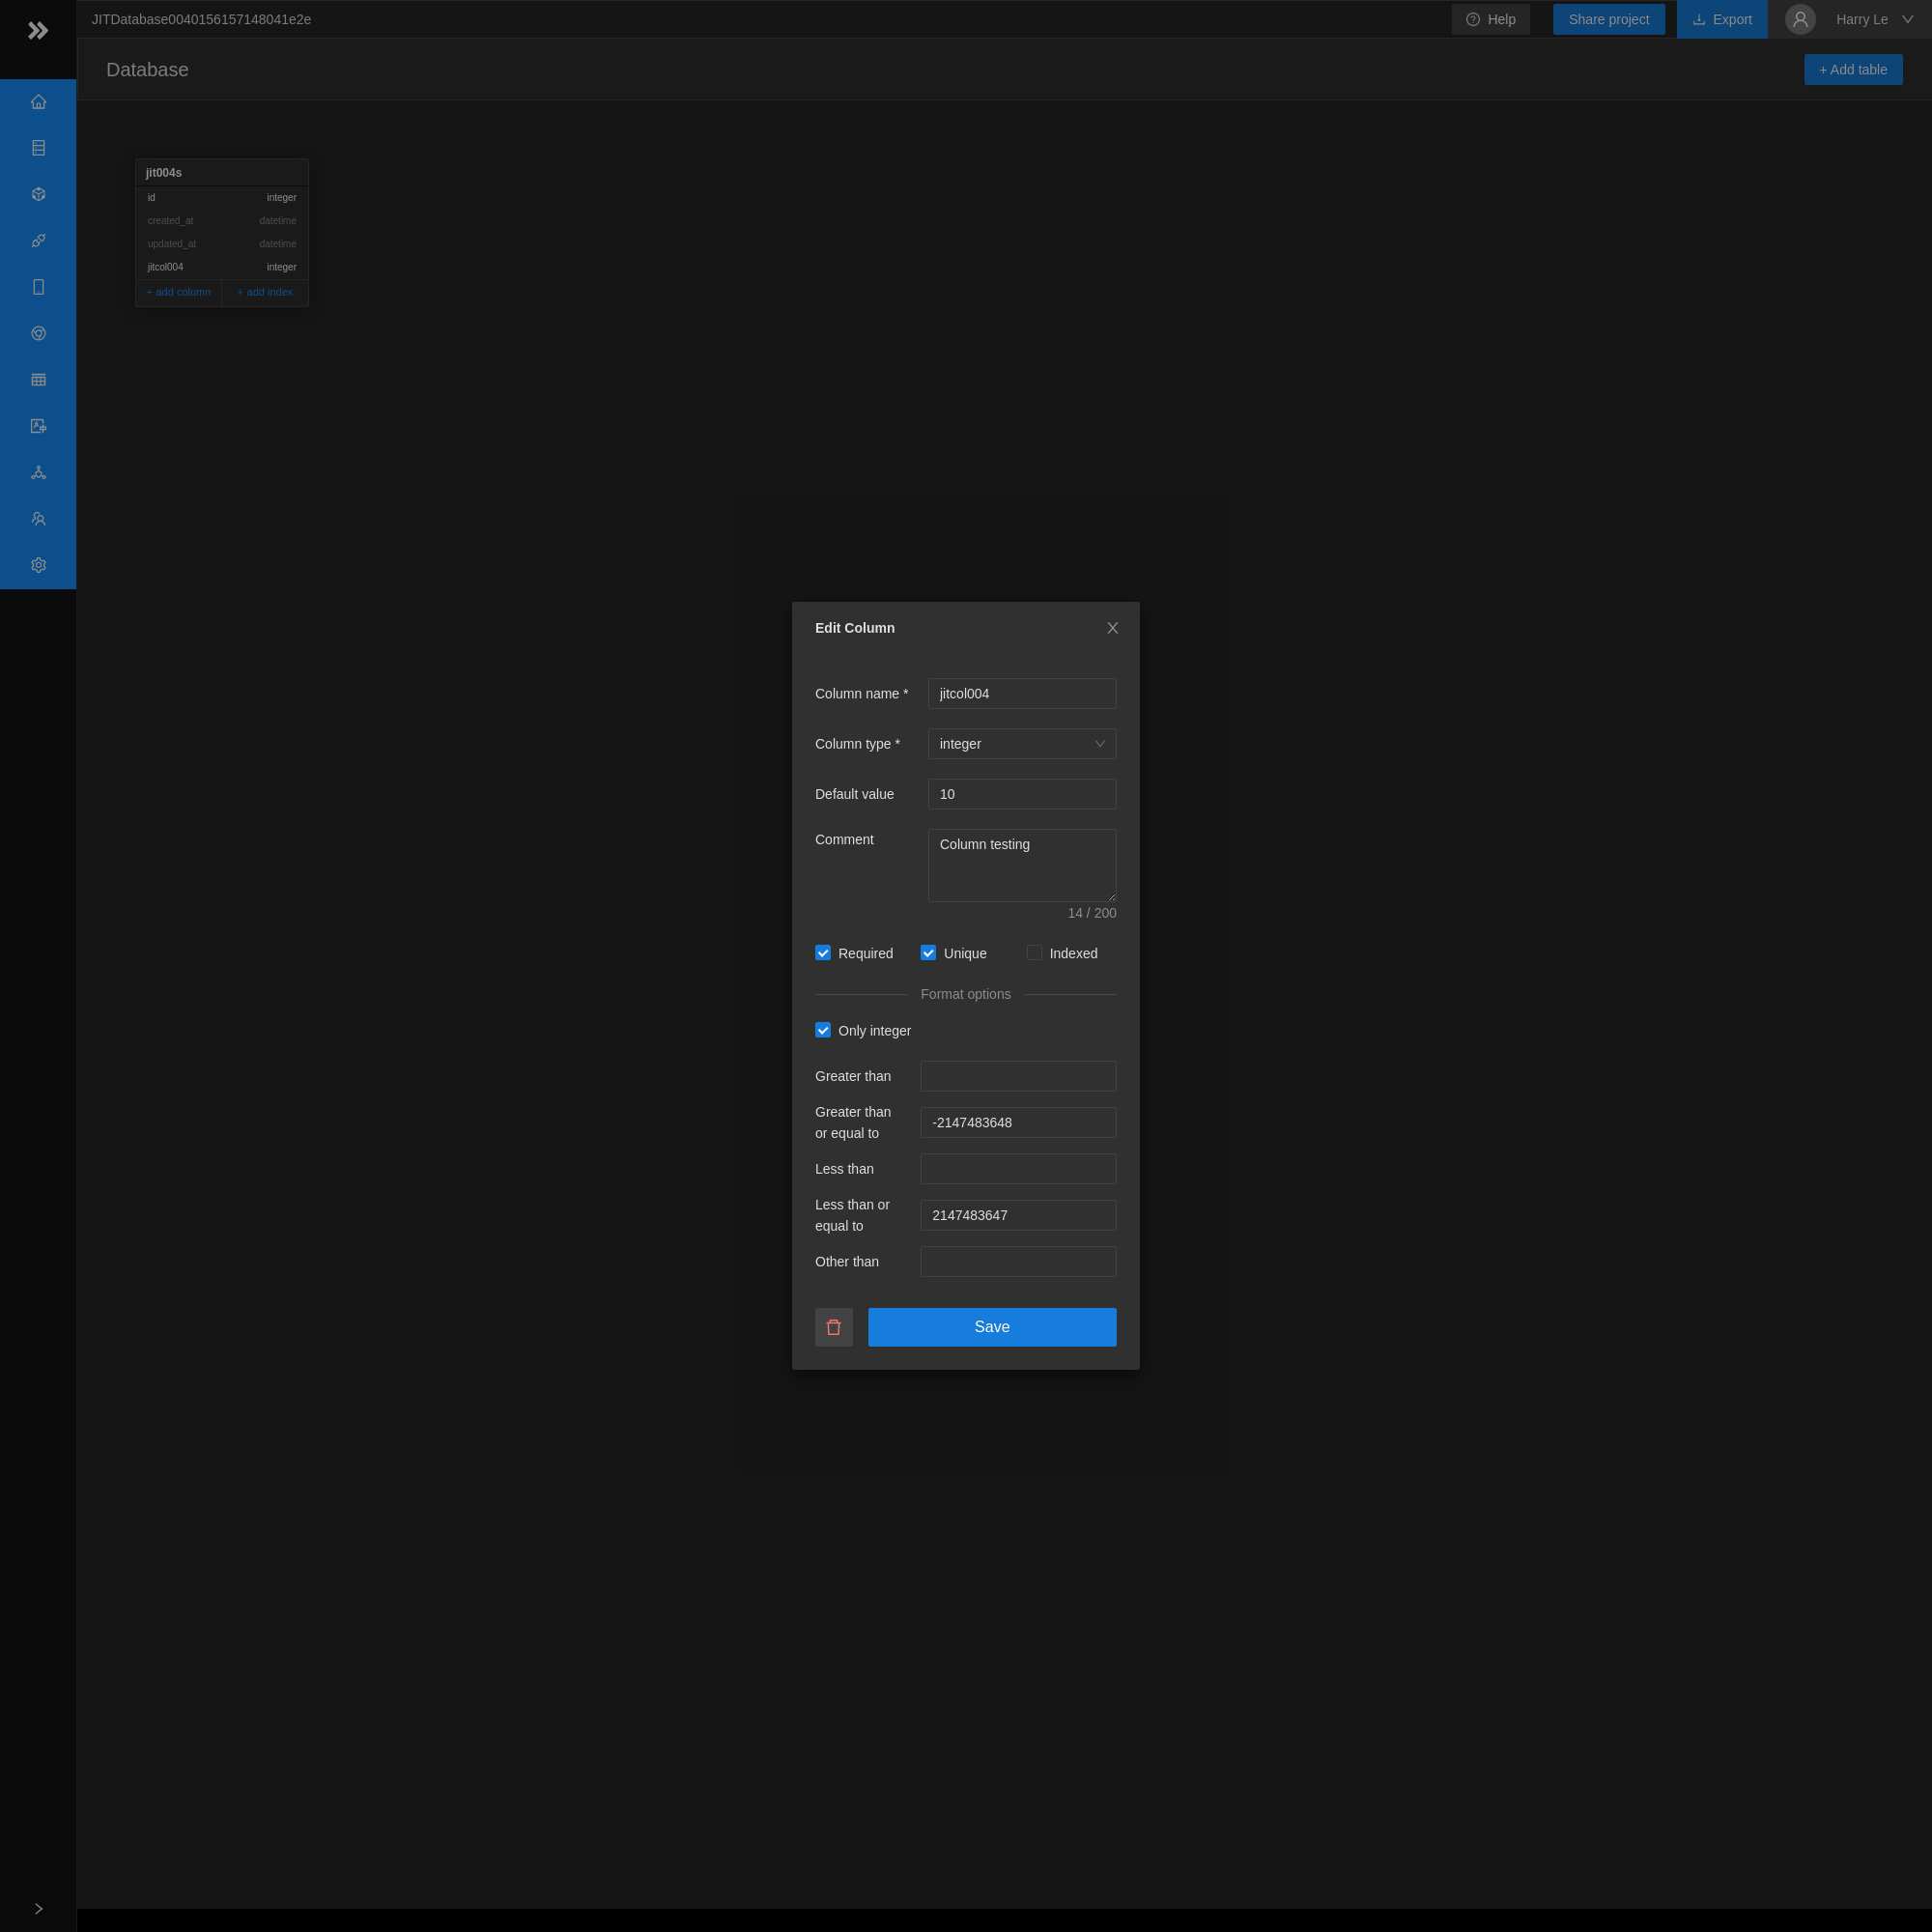 JITDatabase0040156157148041e2e
Help
Share project
Export
Harry Le
Database
+ Add table
jit004s
id integer
created_at datetime
updated_at datetime
jitcol004 integer
+ add column + add index
Edit Column
Column name * jitcol004
Column type * integer
Default value 10
Comment Column testing
14 / 200
Required Unique Indexed
Format options
Only integer
Greater than
Greater than
or equal to
-2147483648
Less than
Less than or
equal to
2147483647
Other than
Save